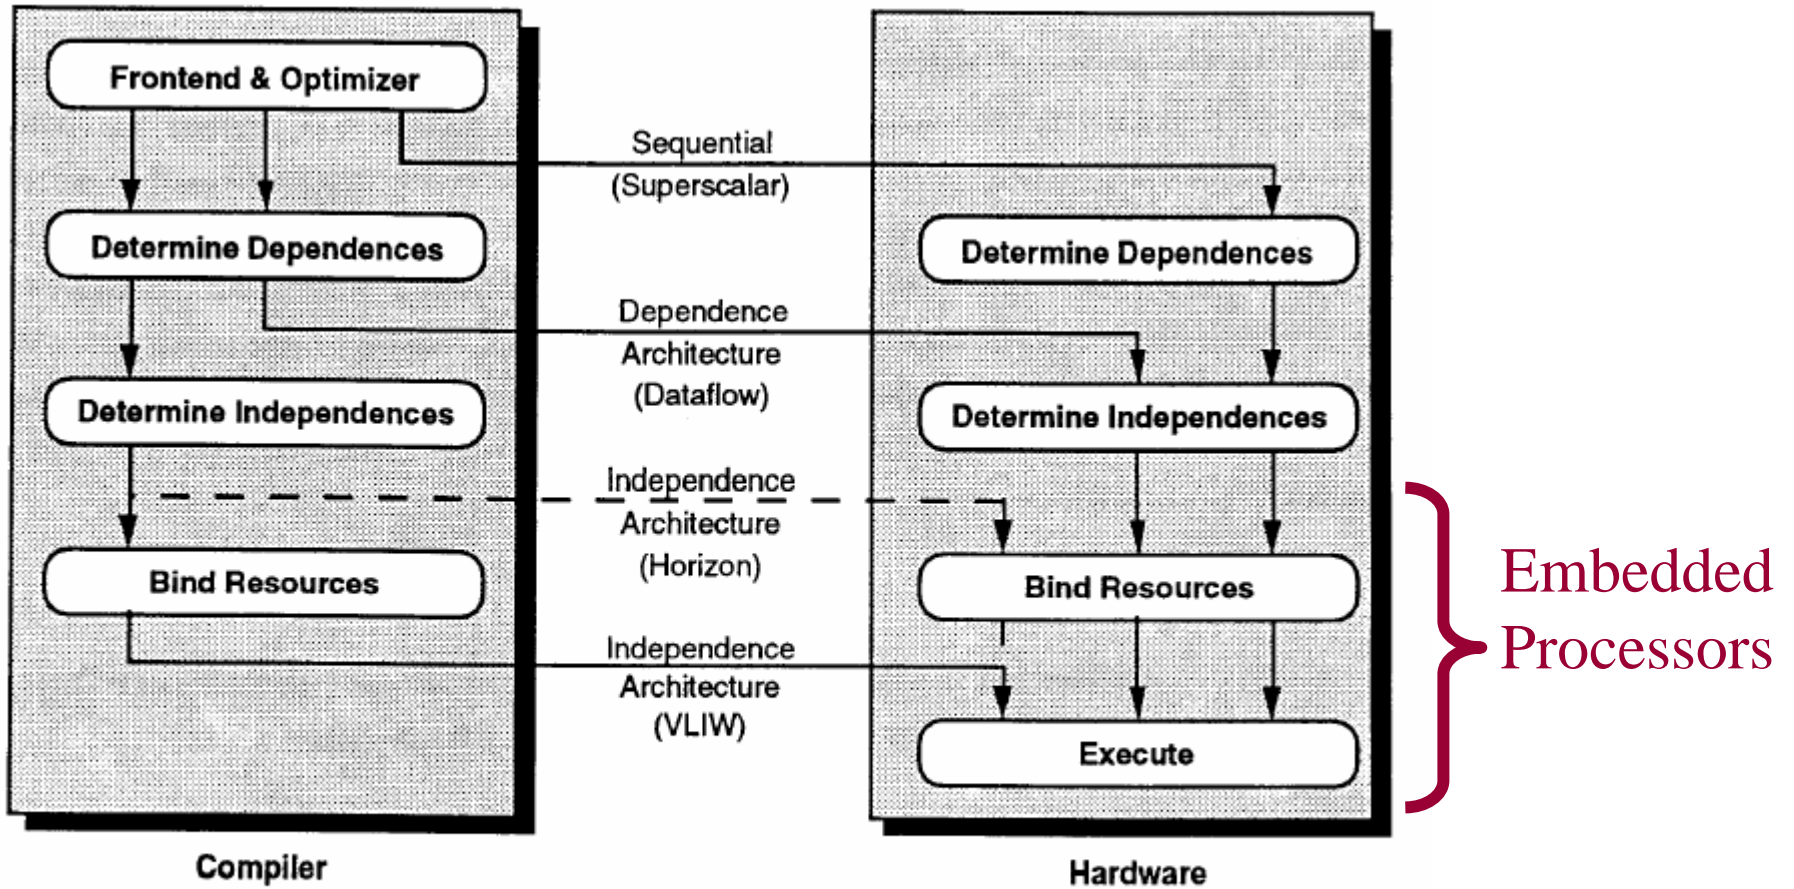 Frontend & Optimizer
Determine Dependences
Determine Independences
Bind Resources
Compiler
Sequential
(Superscalar)
Dependence
Architecture
(Dataflow)
Independence
Architecture
(Horizon)
Independence
Architecture
(VLIW)
Determine Dependences
Determine Independences
Bind Resources
Execute
Hardware
Embedded
Processors